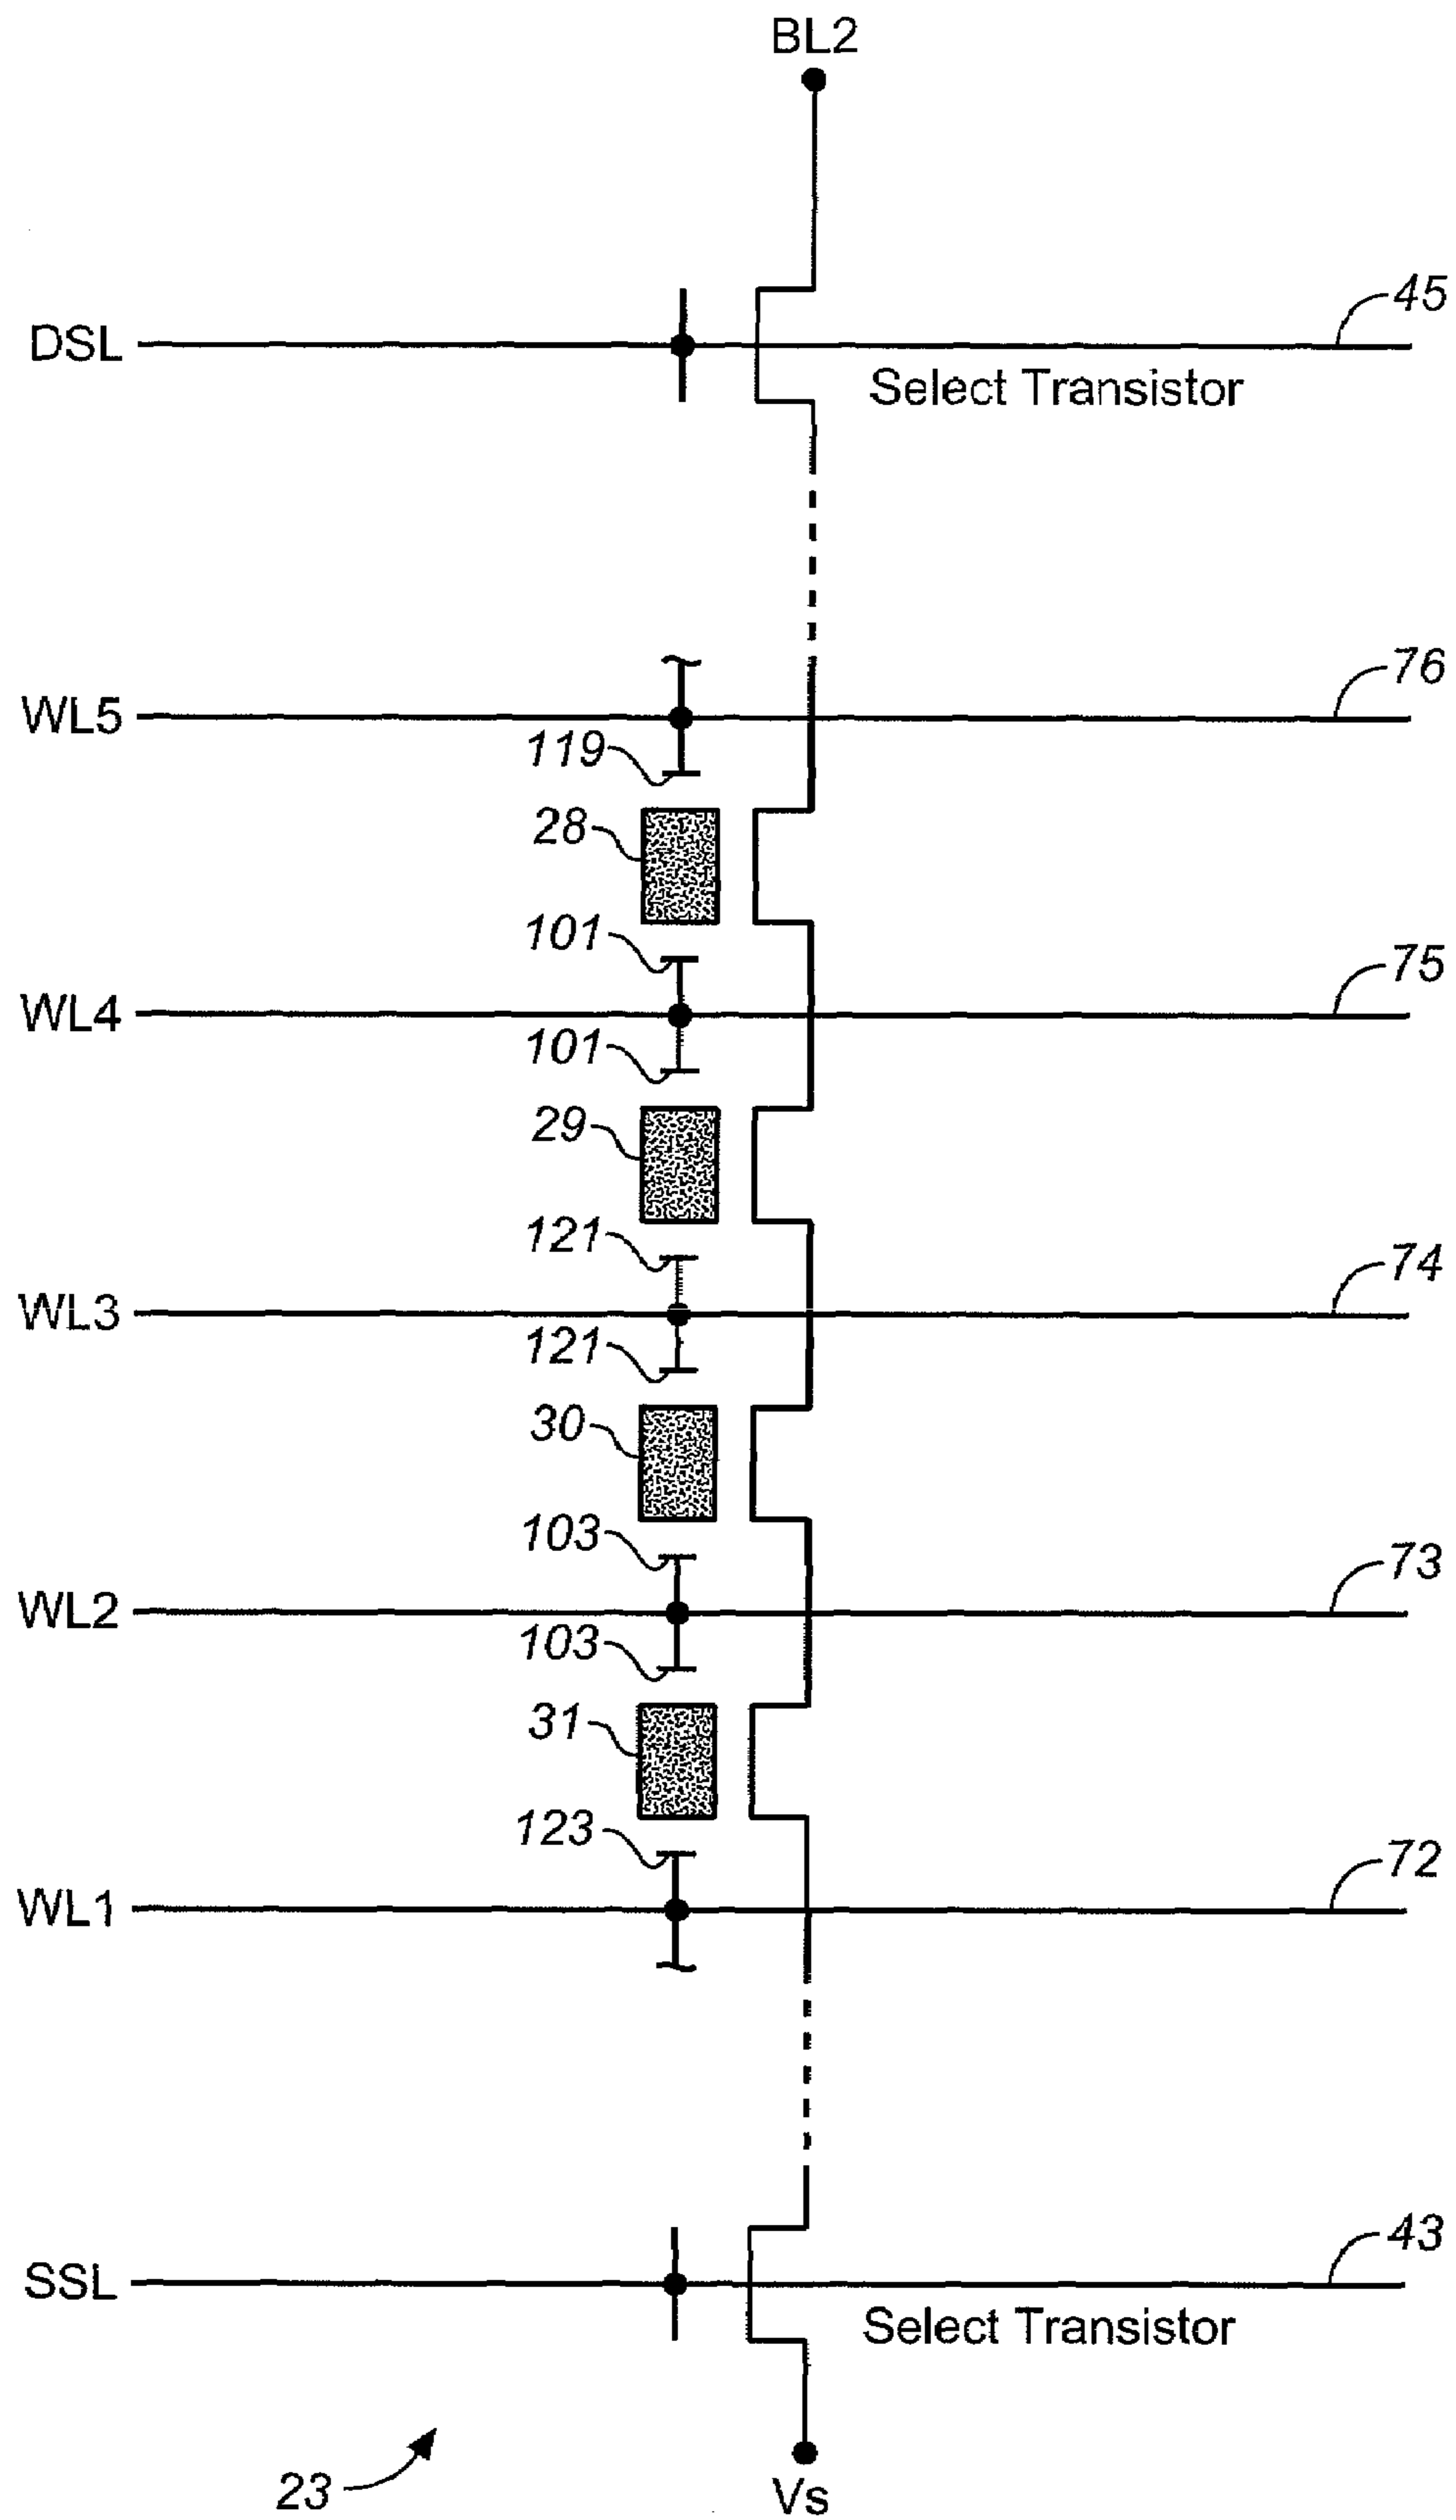 BL2
45
DSL
Select Transistor
76
WL5
119
28
101
75
WL4
101
29
121
74
WL3
121
30
103
73
WL2
103
31
123
72
WL1
43
SSL
Select Transistor
23
Vs